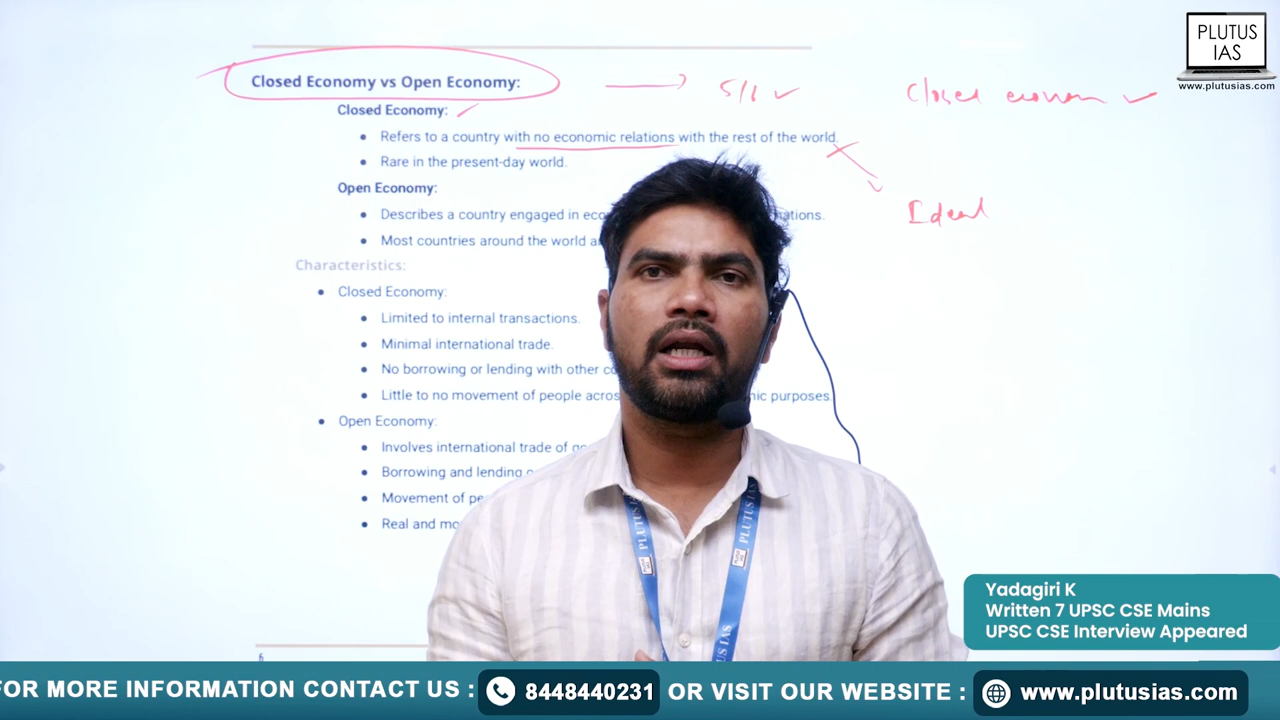 PLUTUS
IAS
www.plutusias.com
Closed Economy vs Open Economy:
Closed Economy:
• Refers to a country with no economic relations with the rest of the world.
• Rare in the present-day world.
Open Economy:
• Describes a country engaged in eco
ations.
• Most countries around the world a
Characteristics:
• Closed Economy:
• Limited to internal transactions.
• Minimal international trade.
• No borrowing or lending with other co
• Little to no movement of people acros
ic purposes.
• Open Economy:
• Involves international trade of go
• Borrowing and lending
• Movement of pe
• Real and mo
Closed
Ideal
PLUTUS IAS
Yadagiri K
Written 7 UPSC CSE Mains
UPSC CSE Interview Appeared
6
FOR MORE INFORMATION CONTACT US : 8448440231 OR VISIT OUR WEBSITE : www.plutusias.com